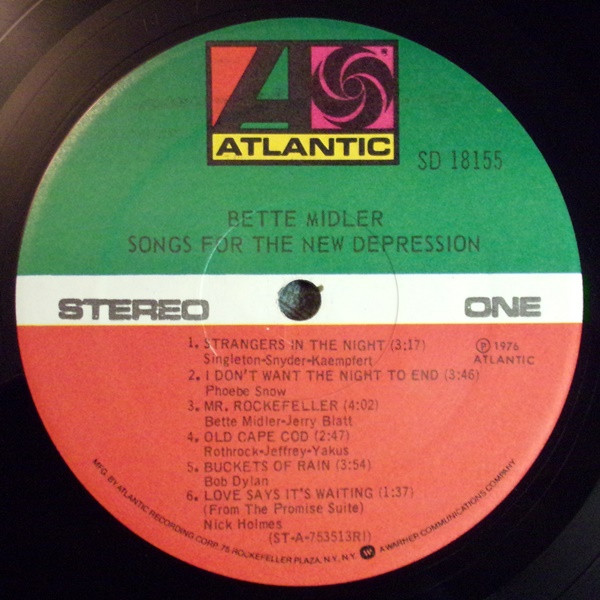 ATLANTIC
SD 18155
BETTE MIDLER
SONGS FOR THE NEW DEPRESSION
STEREO
ONE
1. STRANGERS IN THE NIGHT (3:17)
Singleton-Snyder-Kaempfert
℗ 1976
ATLANTIC
2. I DON'T WANT THE NIGHT TO END (3:46)
Phoebe Snow
3. MR. ROCKEFELLER (4:02)
Bette Midler-Jerry Blatt
4. OLD CAPE COD (2:47)
Rothrock-Jeffrey-Yakus
5. BUCKETS OF RAIN (3:54)
Bob Dylan
6. LOVE SAYS IT'S WAITING (1:37)
(From The Promise Suite)
Nick Holmes
(ST-A-753513RI)
MFG. BY ATLANTIC RECORDING CORP. 75 ROCKEFELLER PLAZA, N.Y., N.Y. W A WARNER COMMUNICATIONS COMPANY